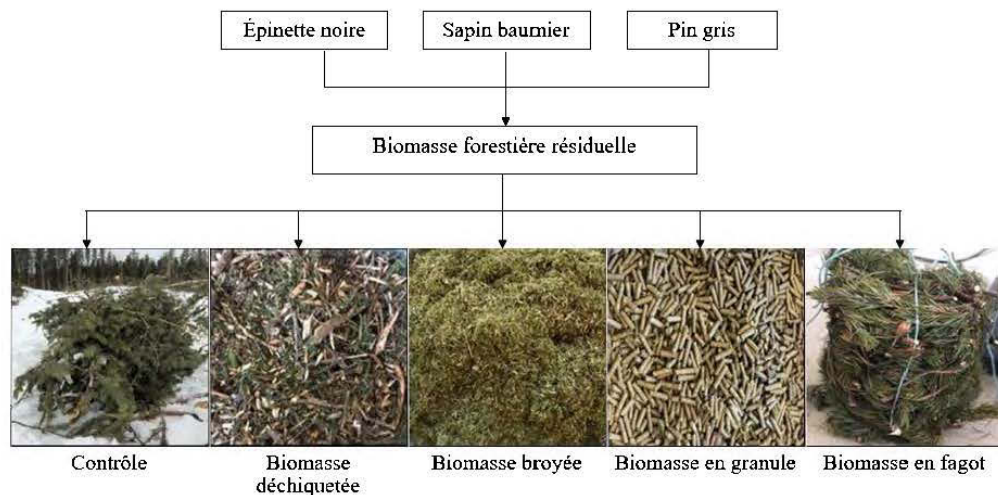 Épinette noire
Sapin baumier
Pin gris
Biomasse forestière résiduelle
Contrôle
Biomasse déchiquetée
Biomasse broyée
Biomasse en granule
Biomasse en fagot